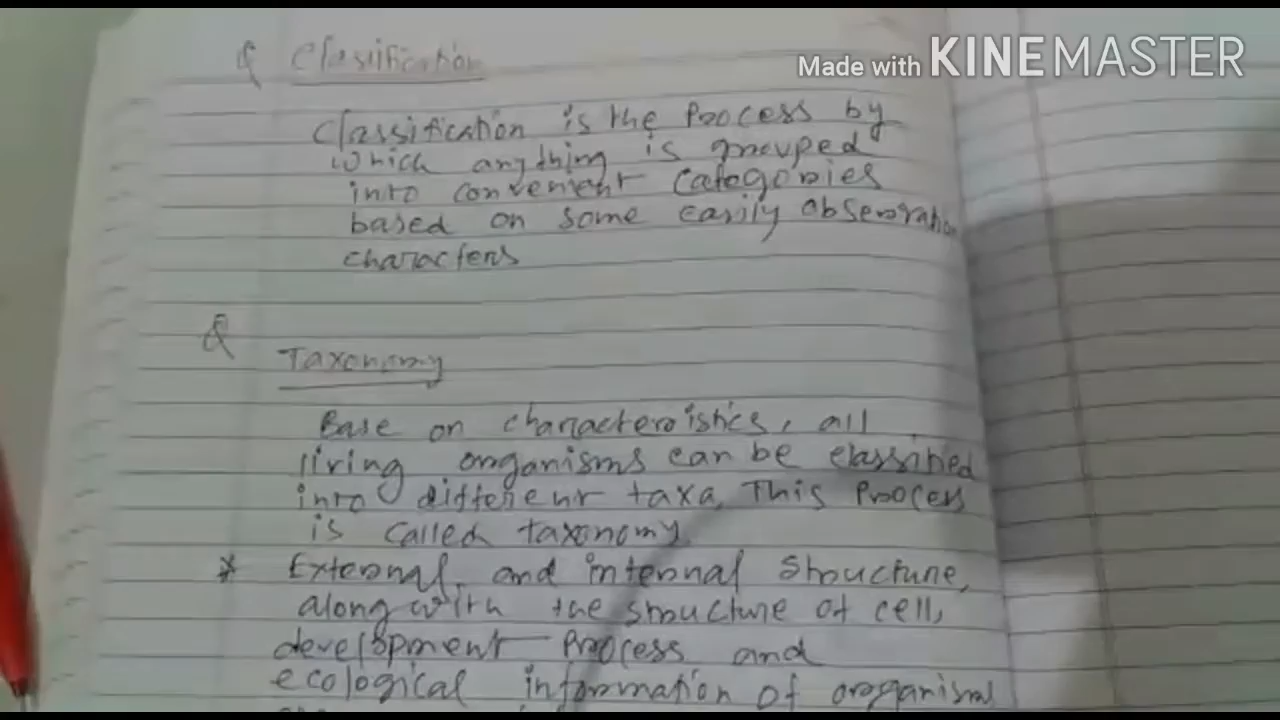 Made with KINEMASTER
Q Classification
Classification is the Process by
which anything is grouped
into convenient Categories
based on some easily observation
characters
Q
Taxonomy
Base on characteristics, all
living organisms can be classified
into different taxa. This Process
is called taxonomy.
* External, and internal Structure,
along with the structure of cell,
development Process and
ecological information of organisms